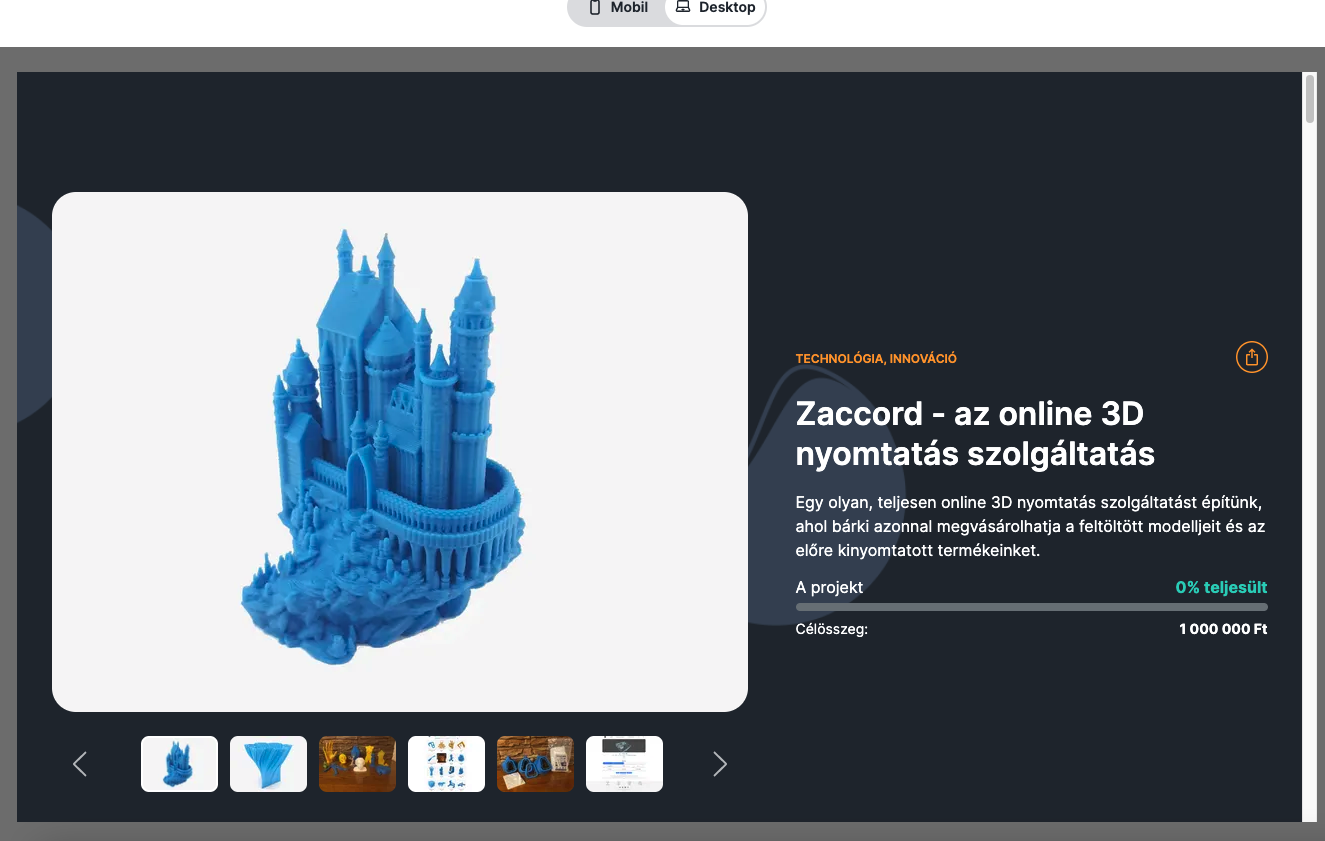 Mobil
Desktop
TECHNOLÓGIA, INNOVÁCIÓ
Zaccord - az online 3D
nyomtatás szolgáltatás
Egy olyan, teljesen online 3D nyomtatás szolgáltatást építünk,
ahol bárki azonnal megvásárolhatja a feltöltött modelljeit és az
előre kinyomtatott termékeinket.
A projekt
0% teljesült
Célösszeg:
1 000 000 Ft